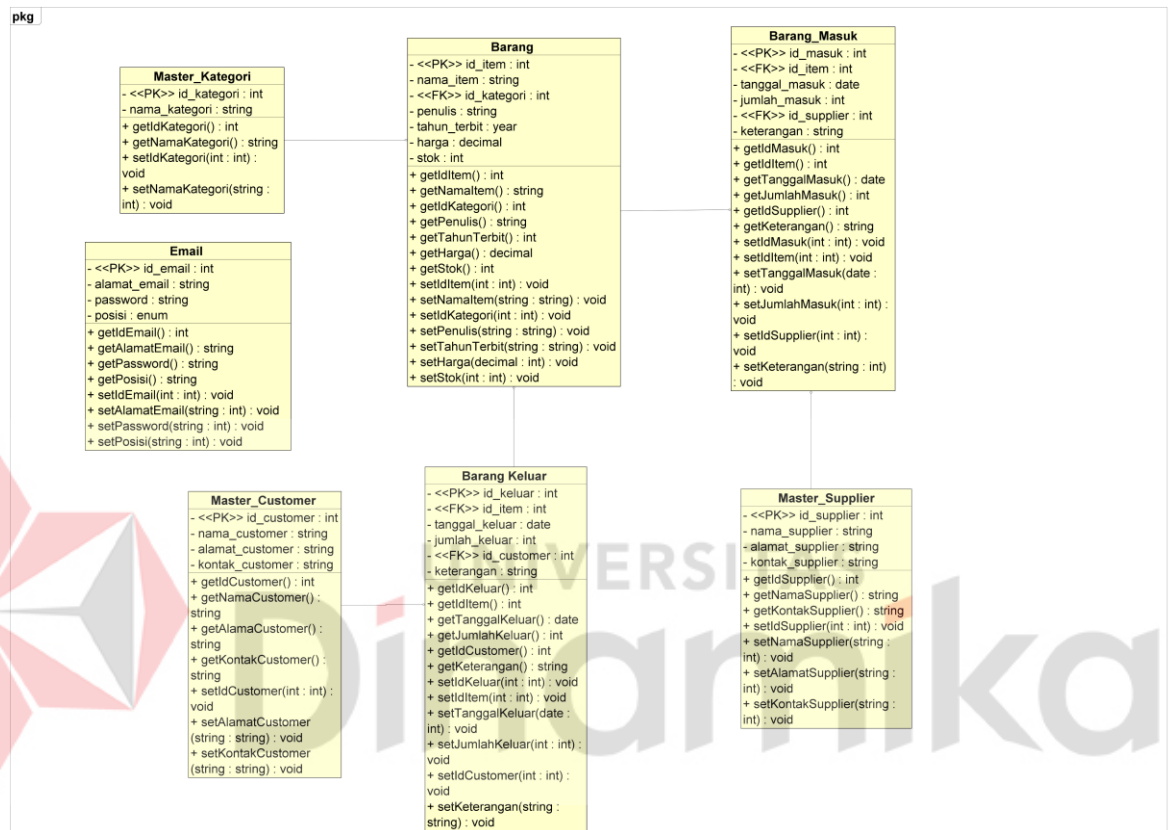 pkg
Master_Kategori
- <<PK>> id_kategori : int
- nama_kategori : string
+ getIdKategori() : int
+ getNamaKategori() : string
+ setIdKategori(int : int) :
void
+ setNamaKategori(string :
int) : void
Barang
- <<PK>> id_item : int
- nama_item : string
- <<FK>> id_kategori : int
- penulis : string
- tahun_terbit : year
- harga : decimal
- stok : int
+ getIdItem() : int
+ getNamaItem() : string
+ getIdKategori() : int
+ getPenulis() : string
+ getTahunTerbit() : int
+ getHarga() : decimal
+ getStok() : int
+ setIdItem(int : int) : void
+ setNamaItem(string : string) : void
+ setIdKategori(int : int) : void
+ setPenulis(string : string) : void
+ setTahunTerbit(string : string) : void
+ setHarga(decimal : int) : void
+ setStok(int : int) : void
Barang_Masuk
- <<PK>> id_masuk : int
- <<FK>> id_item : int
- tanggal_masuk : date
- jumlah_masuk : int
- <<FK>> id_supplier : int
- keterangan : string
+ getIdMasuk() : int
+ getIdItem() : int
+ getTanggalMasuk() : date
+ getJumlahMasuk() : int
+ getIdSupplier() : int
+ getKeterangan() : string
+ setIdMasuk(int : int) : void
+ setIdItem(int : int) : void
+ setTanggalMasuk(date :
int) : void
+ setJumlahMasuk(int : int) :
void
+ setIdSupplier(int : int) :
void
+ setKeterangan(string : int)
: void
Email
- <<PK>> id_email : int
- alamat_email : string
- password : string
- posisi : enum
+ getIdEmail() : int
+ getAlamatEmail() : string
+ getPassword() : string
+ getPosisi() : string
+ setIdEmail(int : int) : void
+ setAlamatEmail(string : int) : void
+ setPassword(string : int) : void
+ setPosisi(string : int) : void
Master_Customer
- <<PK>> id_customer : int
- nama_customer : string
- alamat_customer : string
- kontak_customer : string
+ getIdCustomer() : int
+ getNamaCustomer() :
string
+ getAlamaCustomer() :
string
+ getKontakCustomer() :
string
+ setIdCustomer(int : int) :
void
+ setAlamatCustomer
(string : string) : void
+ setKontakCustomer
(string : string) : void
Barang Keluar
- <<PK>> id_keluar : int
- <<FK>> id_item : int
- tanggal_keluar : date
- jumlah_keluar : int
- <<FK>> id_customer : int
- keterangan : string
+ getIdKeluar() : int
+ getIdItem() : int
+ getTanggalKeluar() : date
+ getJumlahKeluar() : int
+ getIdCustomer() : int
+ getKeterangan() : string
+ setIdKeluar(int : int) : void
+ setIdItem(int : int) : void
+ setTanggalKeluar(date :
int) : void
+ setJumlahKeluar(int : int) :
void
+ setIdCustomer(int : int) :
void
+ setKeterangan(string :
string) : void
Master_Supplier
- <<PK>> id_supplier : int
- nama_supplier : string
- alamat_supplier : string
- kontak_supplier : string
+ getIdSupplier() : int
+ getNamaSupplier() : string
+ getKontakSupplier() : string
+ setIdSupplier(int : int) : void
+ setNamaSupplier(string :
int) : void
+ setAlamatSupplier(string :
int) : void
+ setKontakSupplier(string :
int) : void
UNIVERSITAS
Dinamika